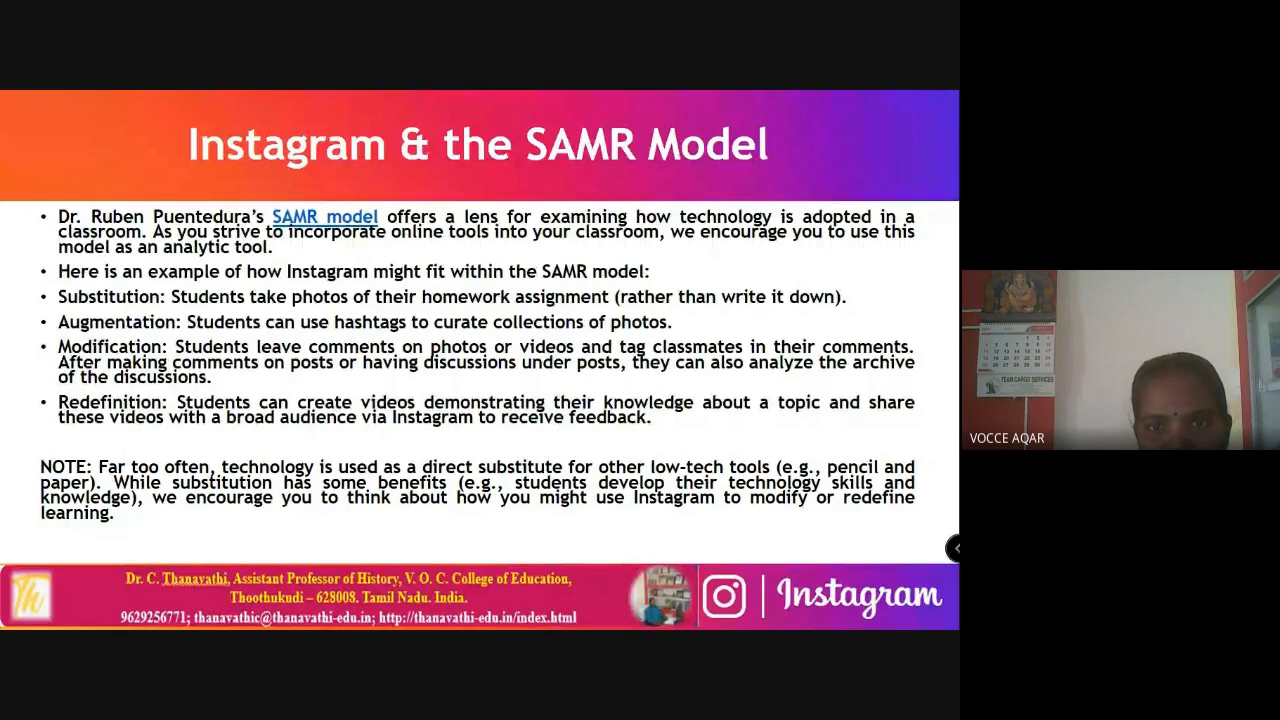 Instagram & the SAMR Model
• Dr. Ruben Puentedura’s SAMR model offers a lens for examining how technology is adopted in a
classroom. As you strive to incorporate online tools into your classroom, we encourage you to use this
model as an analytic tool.
• Here is an example of how Instagram might fit within the SAMR model:
• Substitution: Students take photos of their homework assignment (rather than write it down).
• Augmentation: Students can use hashtags to curate collections of photos.
• Modification: Students leave comments on photos or videos and tag classmates in their comments.
After making comments on posts or having discussions under posts, they can also analyze the archive
of the discussions.
• Redefinition: Students can create videos demonstrating their knowledge about a topic and share
these videos with a broad audience via Instagram to receive feedback.
NOTE: Far too often, technology is used as a direct substitute for other low-tech tools (e.g., pencil and
paper). While substitution has some benefits (e.g., students develop their technology skills and
knowledge), we encourage you to think about how you might use Instagram to modify or redefine
learning.
Th
Dr. C. Thanavathi, Assistant Professor of History, V. O. C. College of Education,
Thoothukudi – 628008. Tamil Nadu. India.
9629256771; thanavathic@thanavathi-edu.in; http://thanavathi-edu.in/index.html
Instagram
TEAM CARGO SERVICES
VOCCE AQAR